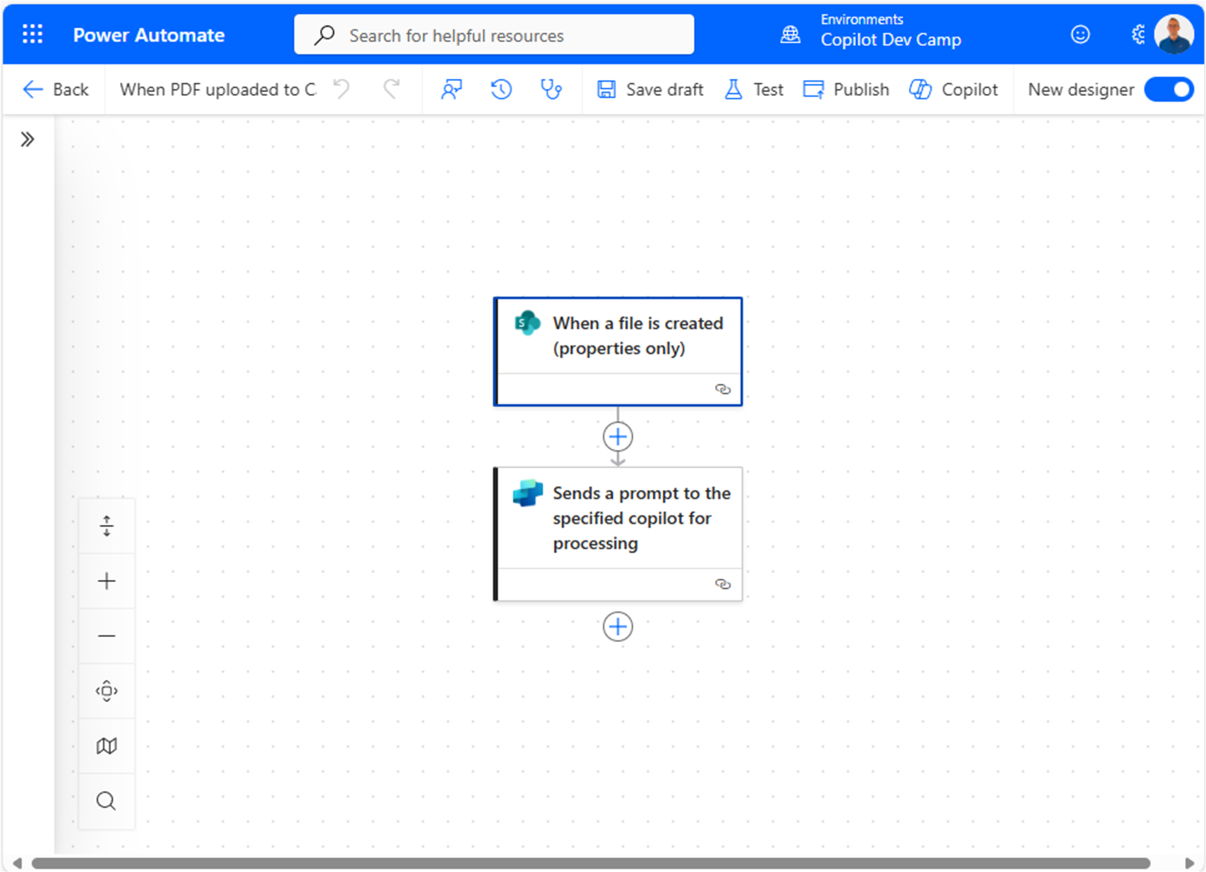 Power Automate
Search for helpful resources
Environments
Copilot Dev Camp
Back
When PDF uploaded to C
Save draft
Test
Publish
Copilot
New designer
When a file is created
(properties only)
Sends a prompt to the
specified copilot for
processing